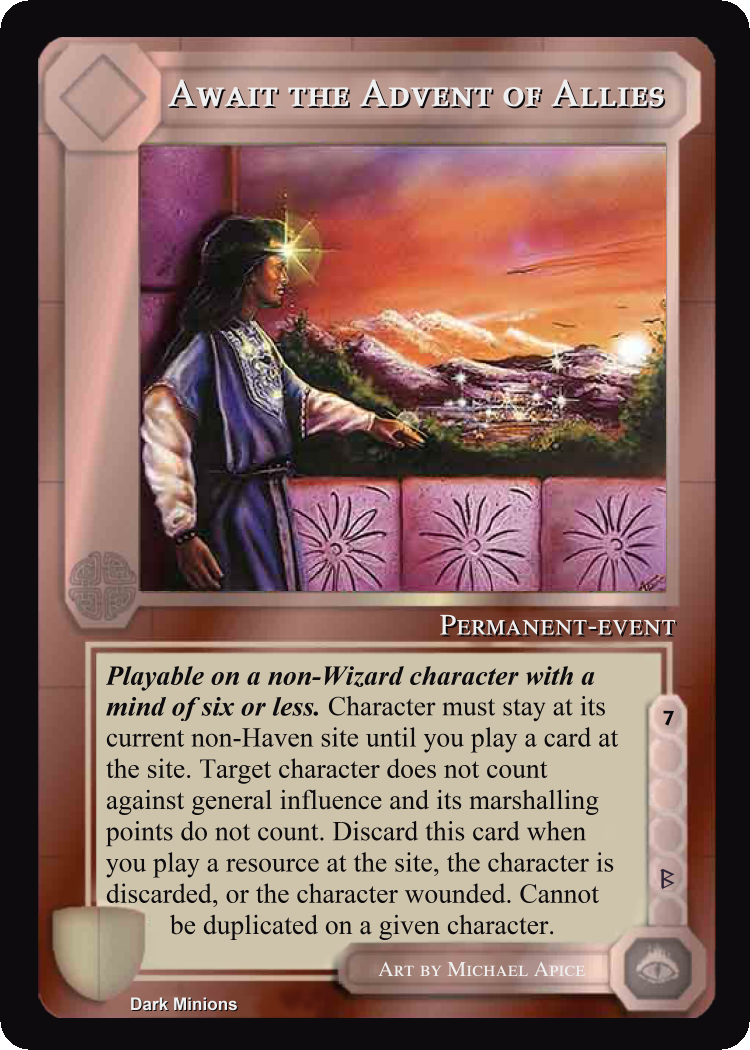 Await the Advent of Allies
Permanent-event
Playable on a non-Wizard character with a
mind of six or less. Character must stay at its
current non-Haven site until you play a card at
the site. Target character does not count
against general influence and its marshalling
points do not count. Discard this card when
you play a resource at the site, the character is
discarded, or the character wounded. Cannot
be duplicated on a given character.
7
ᛒ
Art by Michael Apice
Dark Minions